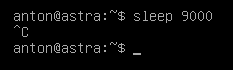 anton@astra:~$ sleep 9000
^C
anton@astra:~$ _